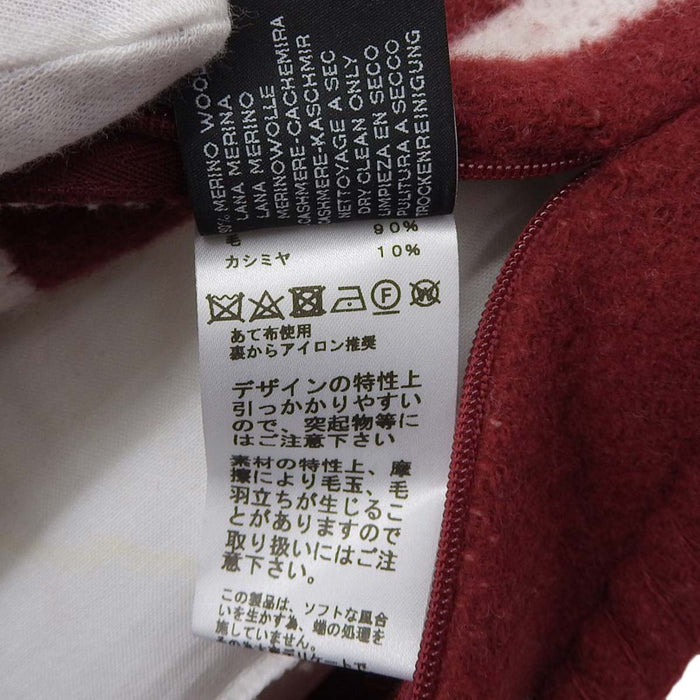 MERINO WOOL
LANA MERINA
LANA MERINO
MERINOWOLLE
CASHMERE-CACHEMIRA
CASHMERE-KASCHMIR
NETTOYAGE A SEC
DRY CLEAN ONLY
LIMPIEZA EN SECO
PULITURA A SECCO
TROCKENREINIGUNG
毛 90%
カシミヤ 10%
F W
あて布使用
裏からアイロン推奨
デザインの特性上
引っかかりやすい
ので、突起物等に
はご注意下さい
素材の特性上、摩
擦により毛玉、毛
羽立ちが生じるこ
とがありますので
取り扱いにはご注
意下さい。
この製品は、ソフトな風合
いを生かす為、端の処理を
施していません。